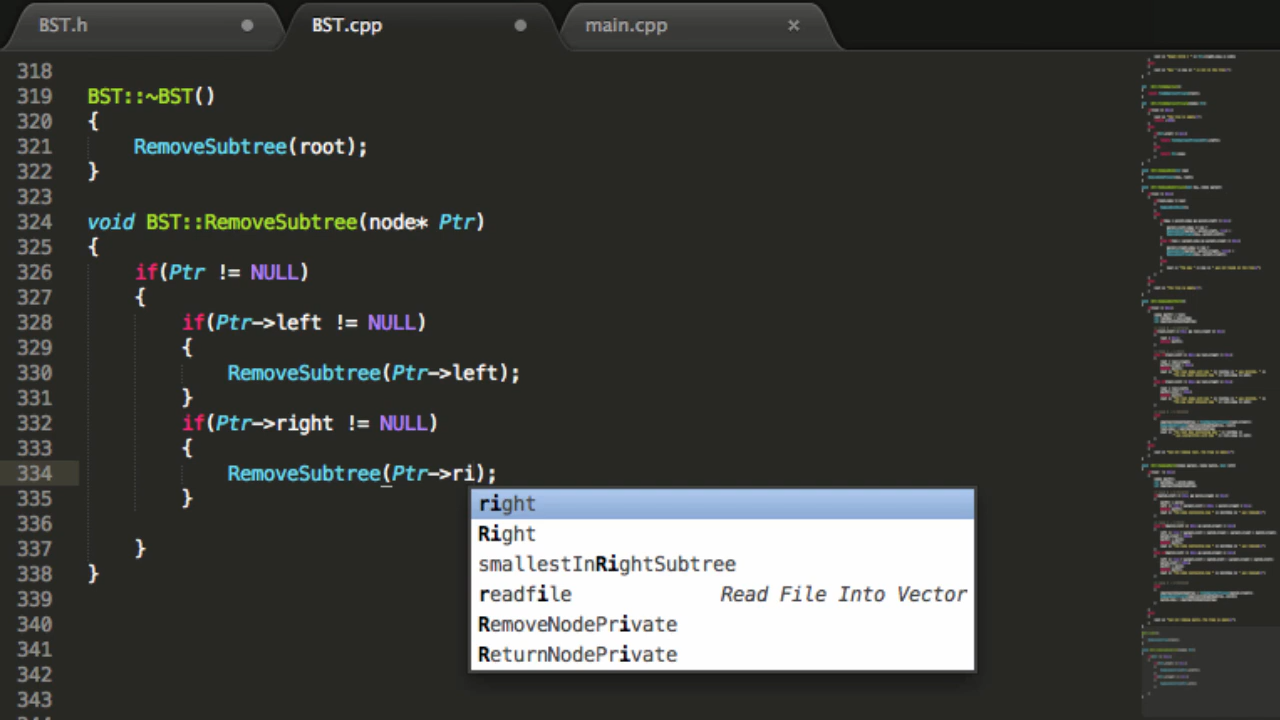 BST.h
BST.cpp
main.cpp
318
319 BST::~BST()
320 {
321 RemoveSubtree(root);
322 }
323
324 void BST::RemoveSubtree(node* Ptr)
325 {
326 if(Ptr != NULL)
327 {
328 if(Ptr->left != NULL)
329 {
330 RemoveSubtree(Ptr->left);
331 }
332 if(Ptr->right != NULL)
333 {
334 RemoveSubtree(Ptr->ri);
335 }
right
336
Right
337 }
smallestInRightSubtree
338 }
readfile Read File Into Vector
339
340
RemoveNodePrivate
341
ReturnNodePrivate
342
343